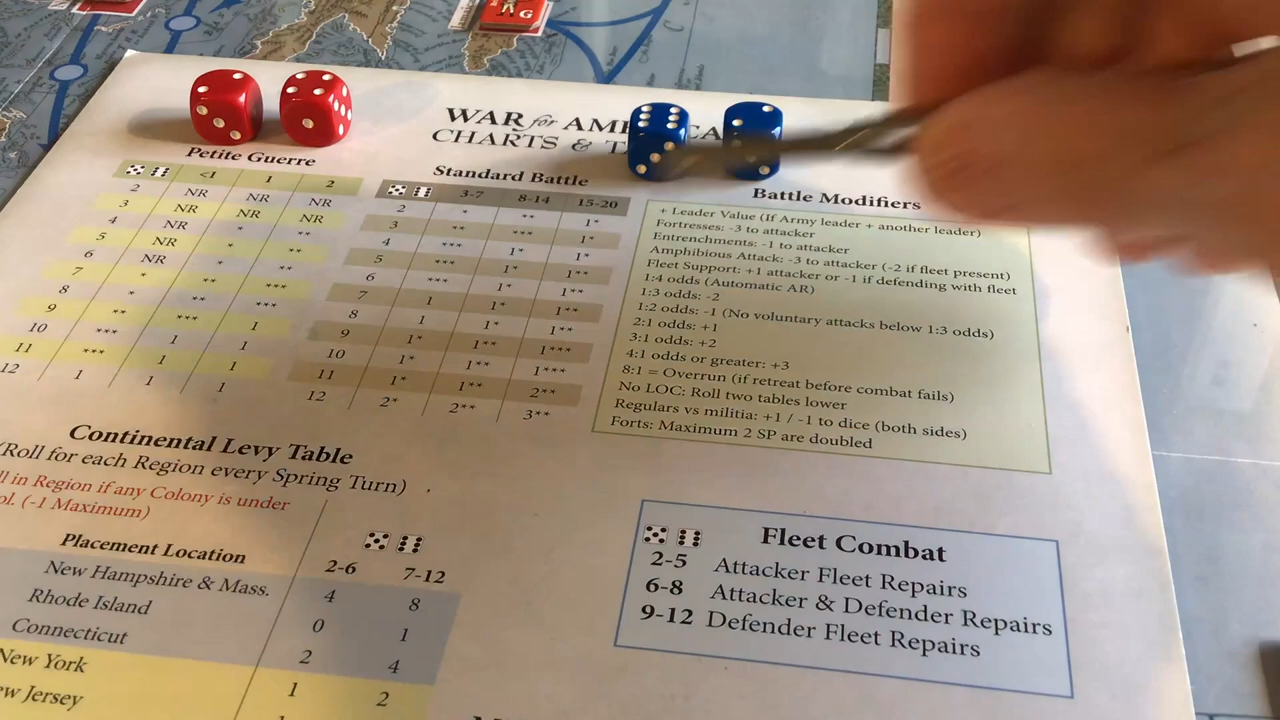 G
WAR for AMERICA
CHARTS & T
Petite Guerre
<1 1 2
2 NR NR NR
3 NR NR NR
4 NR * **
5 NR * **
6 NR ** ***
7 * ** ***
8 * *** 1
9 ** 1 1
10 *** 1 1
11 *** 1 1
12 1
Standard Battle
3-7 8-14 15-20
2 * ** 1*
3 ** *** 1*
4 *** 1* 1*
5 *** 1* 1**
6 *** 1* 1**
7 1 1* 1**
8 1 1* 1**
9 1* 1** 1***
10 1* 1** 1***
11 1* 1** 2**
12 2* 2** 3**
Battle Modifiers
+ Leader Value (If Army leader + another leader)
Fortresses: -3 to attacker
Entrenchments: -1 to attacker
Amphibious Attack: -3 to attacker (-2 if fleet present)
Fleet Support: +1 attacker or -1 if defending with fleet
1:4 odds (Automatic AR)
1:3 odds: -2
1:2 odds: -1 (No voluntary attacks below 1:3 odds)
2:1 odds: +1
3:1 odds: +2
4:1 odds or greater: +3
8:1 = Overrun (if retreat before combat fails)
No LOC: Roll two tables lower
Regulars vs militia: +1 / -1 to dice (both sides)
Forts: Maximum 2 SP are doubled
Continental Levy Table
(Roll for each Region every Spring Turn)
ll in Region if any Colony is under
ol. (-1 Maximum)
Placement Location 2-6 7-12
New Hampshire & Mass. 4 8
Rhode Island 0 1
Connecticut 2 4
New York 1 2
ew Jersey
Fleet Combat
2-5 Attacker Fleet Repairs
6-8 Attacker & Defender Repairs
9-12 Defender Fleet Repairs